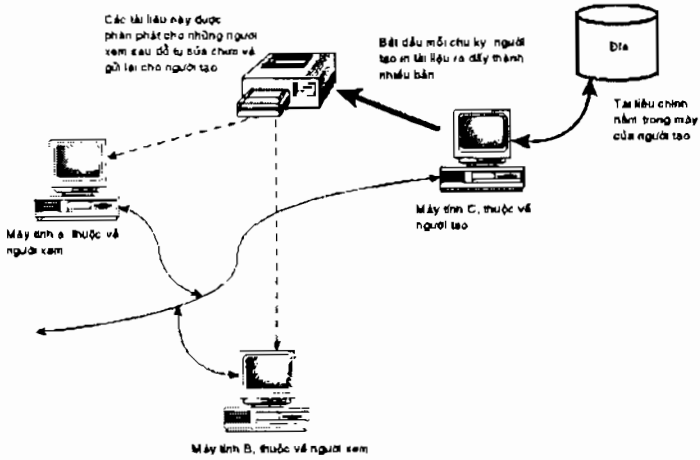 Các tài liệu này được
phân phát cho những người
xem sau đó tự sửa chữa và
gửi lại cho người tạo
Bắt đầu mỗi chu kỳ người
tạo in tài liệu ra đấy thành
nhiều bản
Đĩa
Tài liệu chính
nằm trong máy
của người tạo
Máy tính C, thuộc về
người tạo
Máy tính a, thuộc về
người xem
Máy tính B, thuộc về người xem